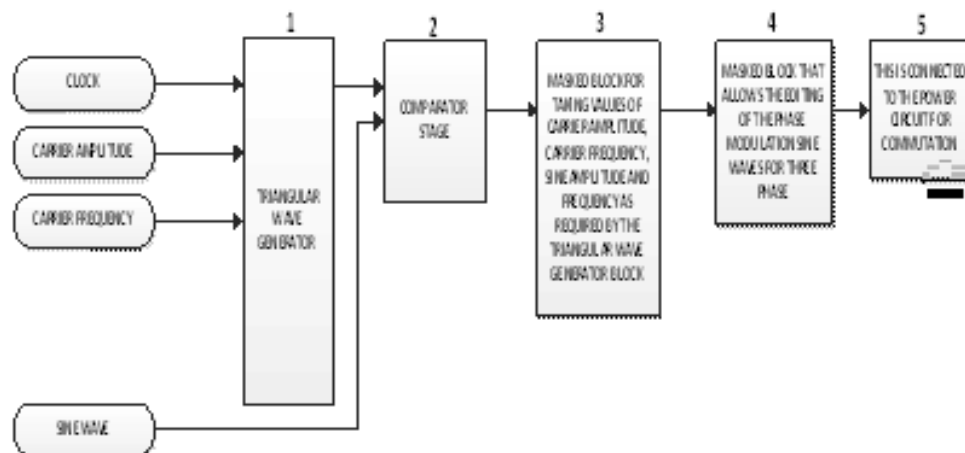 1
2
3
4
5
CLOCK
CARRIER AMPLITUDE
CARRIER FREQUENCY
SINE WAVE
TRIANGULAR
WAVE
GENERATOR
COMPARATOR
STAGE
MASKED BLOCK FOR
TAKING VALUES OF
CARRIER AMPLITUDE,
CARRIER FREQUENCY,
SINE AMPLITUDE AND
FREQUENCY AS
REQUIRED BY THE
TRIANGULAR WAVE
GENERATOR BLOCK
MASKED BLOCK THAT
ALLOWS THE EDITING
OF THE PHASE
MODULATION SINE
WAVES FOR THREE
PHASE
THIS IS CONNECTED
TO THE POWER
CIRCUIT FOR
COMMUTATION